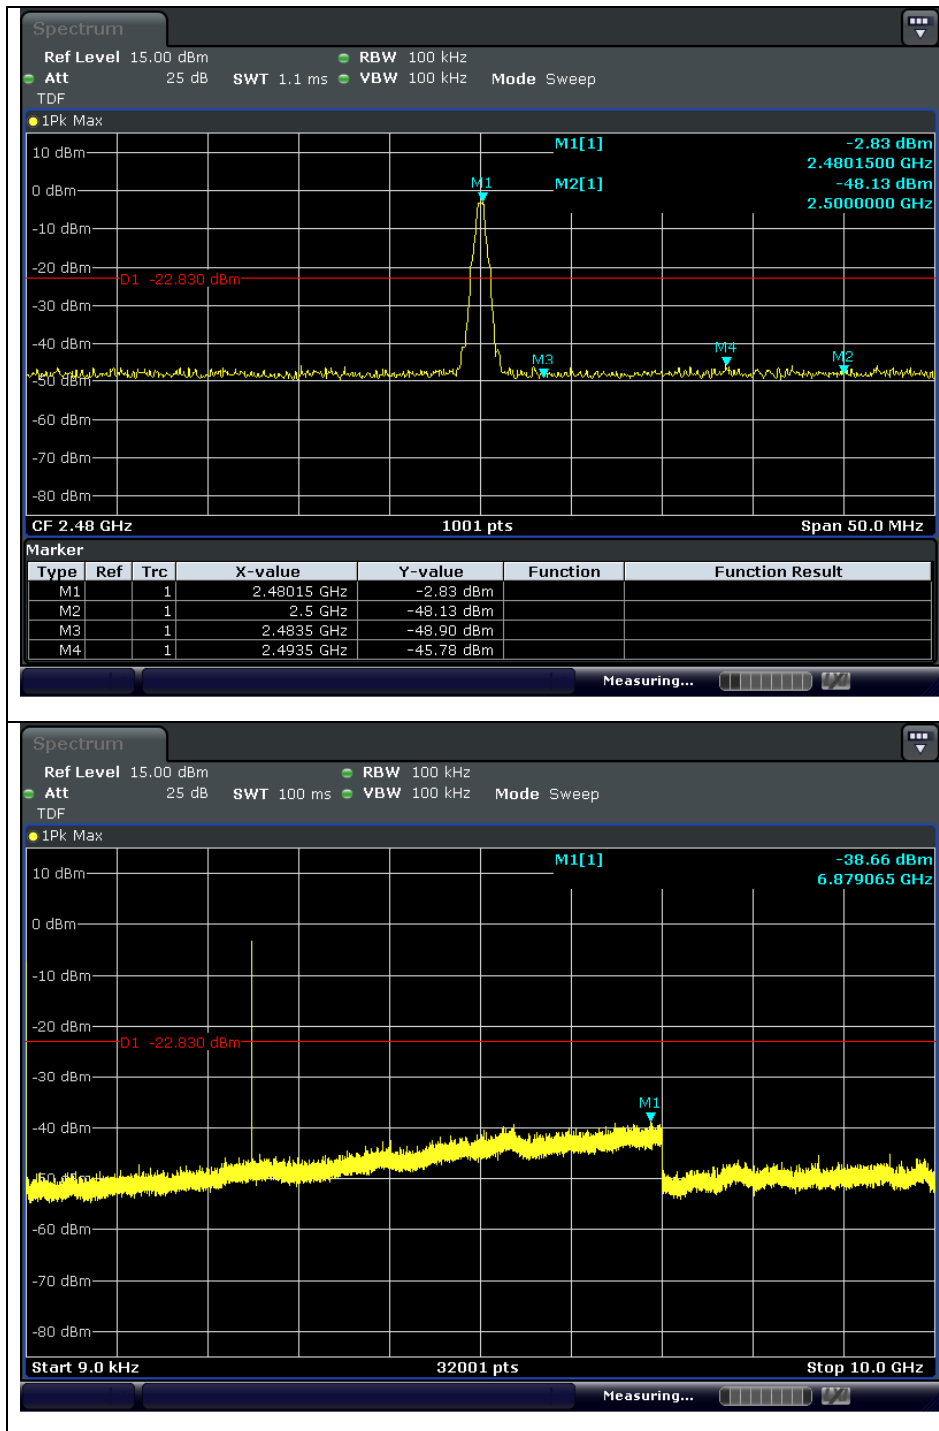 Spectrum
Ref Level 15.00 dBm RBW 100 kHz
Att 25 dB SWT 1.1 ms VBW 100 kHz Mode Sweep
TDF
1Pk Max
M1[1] -2.83 dBm
2.4801500 GHz
M2[1] -48.13 dBm
2.5000000 GHz
10 dBm
M1
0 dBm
-10 dBm
-20 dBm
D1 -22.830 dBm
-30 dBm
-40 dBm
M3 M4 M2
-50 dBm
-60 dBm
-70 dBm
-80 dBm
CF 2.48 GHz 1001 pts Span 50.0 MHz
Marker
Type Ref Trc X-value Y-value Function Function Result
M1 1 2.48015 GHz -2.83 dBm
M2 1 2.5 GHz -48.13 dBm
M3 1 2.4835 GHz -48.90 dBm
M4 1 2.4935 GHz -45.78 dBm
Measuring...
Spectrum
Ref Level 15.00 dBm RBW 100 kHz
Att 25 dB SWT 100 ms VBW 100 kHz Mode Sweep
TDF
1Pk Max
M1[1] -38.66 dBm
6.879065 GHz
10 dBm
0 dBm
-10 dBm
-20 dBm
D1 -22.830 dBm
-30 dBm
M1
-40 dBm
-50 dBm
-60 dBm
-70 dBm
-80 dBm
Start 9.0 kHz 32001 pts Stop 10.0 GHz
Measuring...